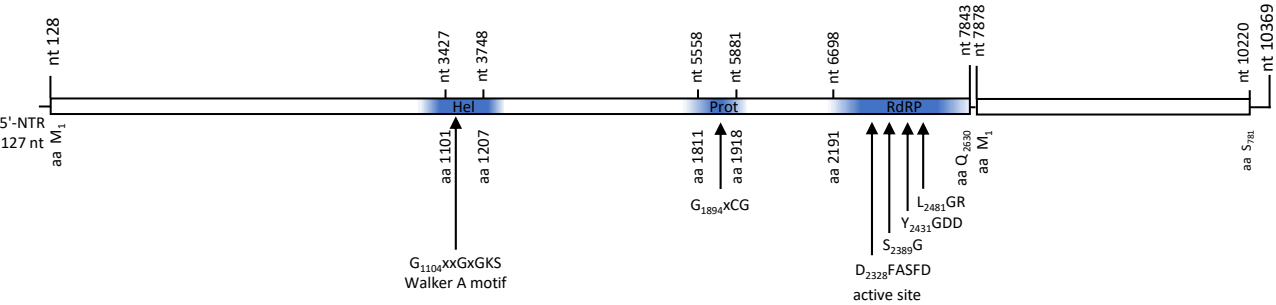 nt 128
nt 3427
nt 3748
nt 5558
nt 5881
nt 6698
nt 7843
nt 7878
nt 10220
nt 10369
Hel
Prot
RdRP
5'-NTR
127 nt
aa M1
aa 1101
aa 1207
aa 1811
aa 1918
aa 2191
aa Q2630
aa M1
aa S781
G1894xCG
L2481GR
Y2431GDD
S2389G
G1104xxGxGKS
Walker A motif
D2328FASFD
active site